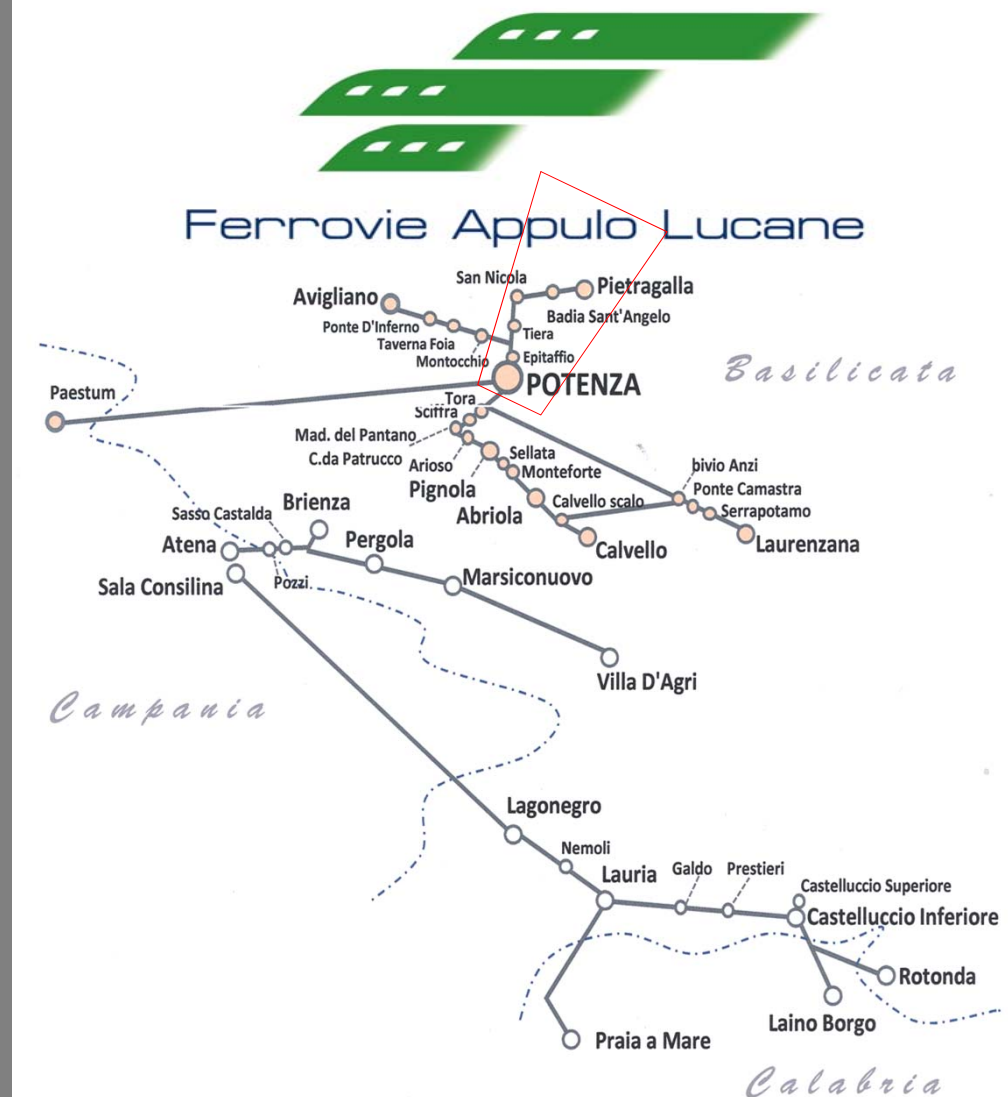 Ferrovie Appulo Lucane
San Nicola
Pietragalla
Avigliano
Badia Sant'Angelo
Ponte D'Inferno
Tiera
Taverna Foia
Montocchio
Epitaffio
Basilicata
POTENZA
Paestum
Tora
Sciffra
Mad. del Pantano
C.da Patrucco
Arioso
Sellata
bivio Anzi
Monteforte
Pignola
Ponte Camastra
Brienza
Abriola
Calvello scalo
Serrapotamo
Sasso Castalda
Atena
Pergola
Calvello
Laurenzana
Sala Consilina
Pozzi
Marsiconuovo
Villa D'Agri
Campania
Lagonegro
Nemoli
Lauria
Galdo
Prestieri
Castelluccio Superiore
Castelluccio Inferiore
Rotonda
Laino Borgo
Praia a Mare
Calabria